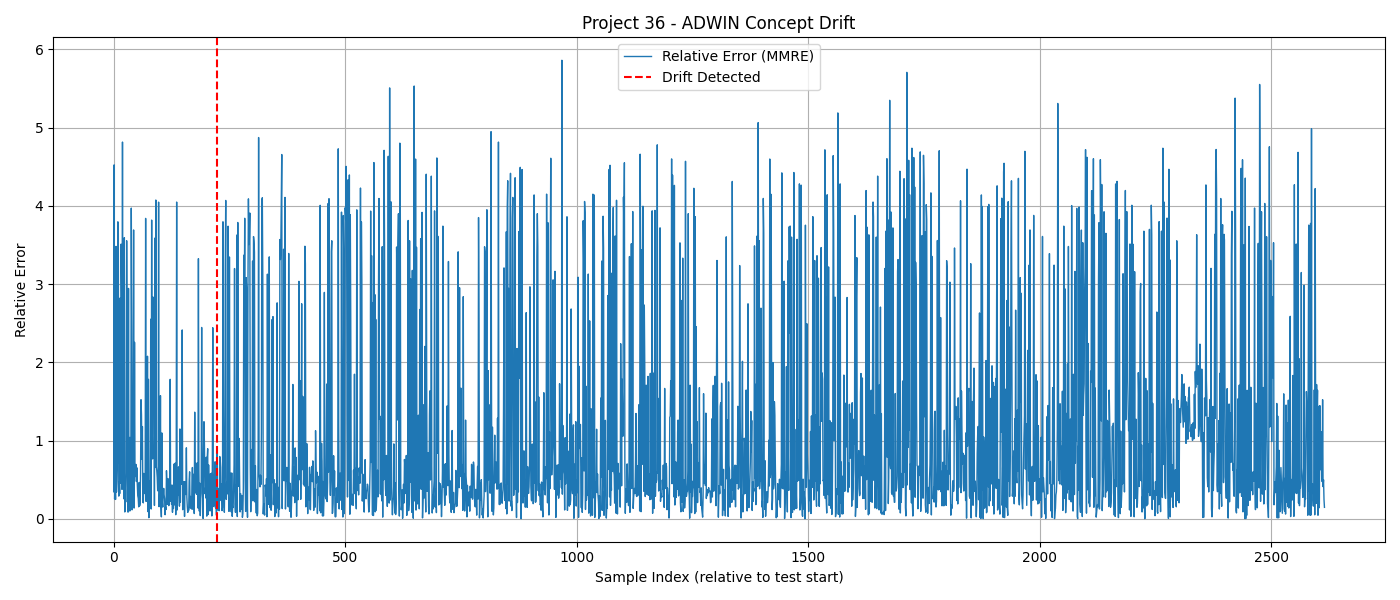 Project 36 - ADWIN Concept Drift
Relative Error (MMRE)
Drift Detected
Relative Error
6
5
4
3
2
1
0
0
500
1000
1500
2000
2500
Sample Index (relative to test start)